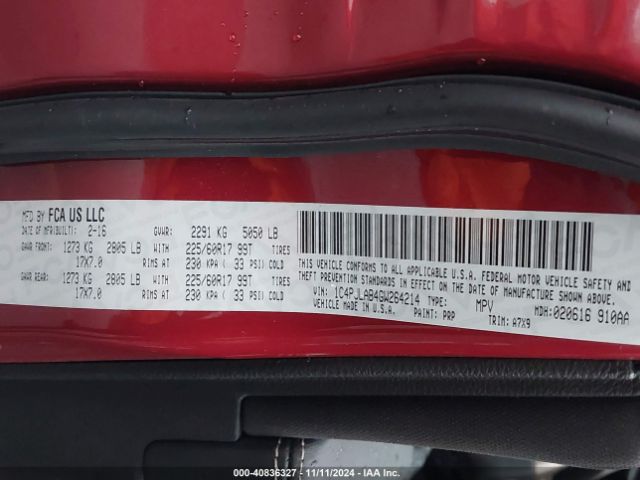 MFD BY FCA US LLC
DATE OF MFR(BUILT): 2-16 GVWR: 2291 KG 5050 LB
GAWR FRONT: 1273 KG 2805 LB WITH 225/60R17 99T TIRES
17X7.0 RIMS AT 230 KPA ( 33 PSI) COLD
GAWR REAR: 1273 KG 2805 LB WITH 225/60R17 99T TIRES
17X7.0 RIMS AT 230 KPA ( 33 PSI) COLD
THIS VEHICLE CONFORMS TO ALL APPLICABLE U.S.A. FEDERAL MOTOR VEHICLE SAFETY AND
THEFT PREVENTION STANDARDS IN EFFECT ON THE DATE OF MANUFACTURE SHOWN ABOVE.
VIN: 1C4PJLAB4GW264214 TYPE: MPV MDH: 020616 910AA
VEHICLE MADE IN U.S.A. PAINT: PRP TRIM: A7X9
000-40836327 - 11/11/2024 - IAA Inc.